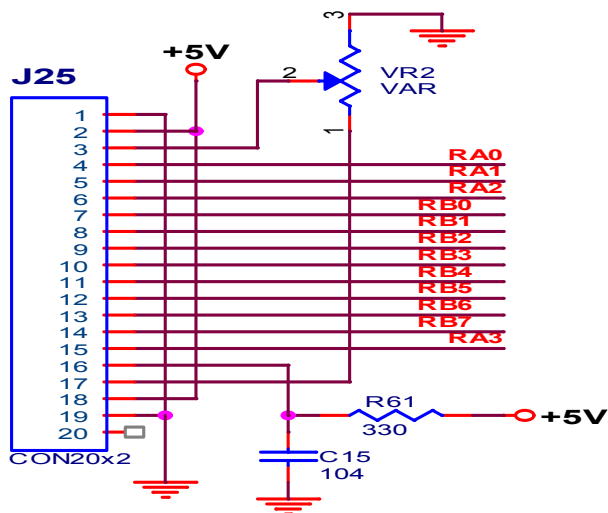 3
+5V
J25
2
VR2
VAR
1
1
2
3
4
5
6
7
8
9
10
11
12
13
14
15
16
17
18
19
20
RA0
RA1
RA2
RB0
RB1
RB2
RB3
RB4
RB5
RB6
RB7
RA3
R61
330
+5V
CON20x2
C15
104